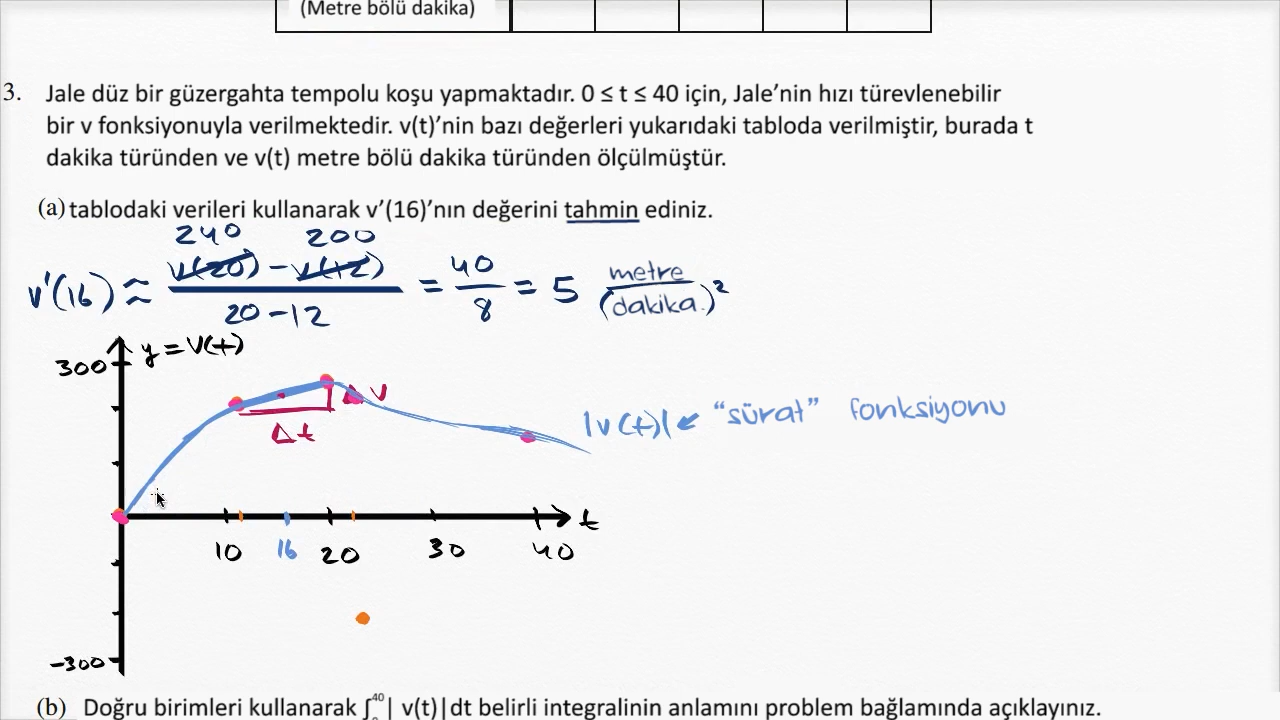 (Metre bölü dakika)
3. Jale düz bir güzergahta tempolu koşu yapmaktadır. 0 ≤ t ≤ 40 için, Jale’nin hızı türevlenebilir
bir v fonksiyonuyla verilmektedir. v(t)’nin bazı değerleri yukarıdaki tabloda verilmiştir, burada t
dakika türünden ve v(t) metre bölü dakika türünden ölçülmüştür.
(a) tablodaki verileri kullanarak v’(16)’nın değerini tahmin ediniz.
240 200
v'(16) ≈ v(20) - v(12) / 20-12 = 40/8 = 5 metre/(dakika)²
y = v(t)
300
Δv
Δt
|v(t)| ← “sürat” fonksiyonu
t
10 16 20 30 40
-300
(b) Doğru birimleri kullanarak ∫₀⁴⁰| v(t)|dt belirli integralinin anlamını problem bağlamında açıklayınız.